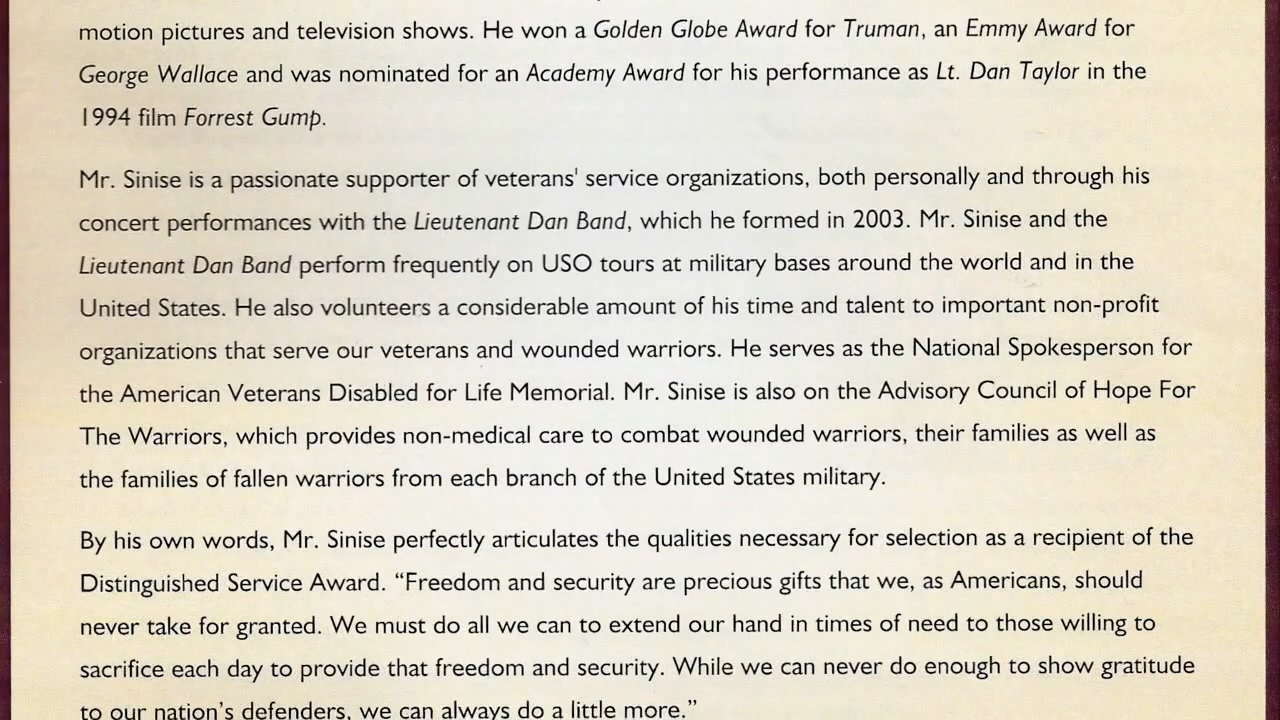 motion pictures and television shows. He won a Golden Globe Award for Truman, an Emmy Award for
George Wallace and was nominated for an Academy Award for his performance as Lt. Dan Taylor in the
1994 film Forrest Gump.
Mr. Sinise is a passionate supporter of veterans' service organizations, both personally and through his
concert performances with the Lieutenant Dan Band, which he formed in 2003. Mr. Sinise and the
Lieutenant Dan Band perform frequently on USO tours at military bases around the world and in the
United States. He also volunteers a considerable amount of his time and talent to important non-profit
organizations that serve our veterans and wounded warriors. He serves as the National Spokesperson for
the American Veterans Disabled for Life Memorial. Mr. Sinise is also on the Advisory Council of Hope For
The Warriors, which provides non-medical care to combat wounded warriors, their families as well as
the families of fallen warriors from each branch of the United States military.
By his own words, Mr. Sinise perfectly articulates the qualities necessary for selection as a recipient of the
Distinguished Service Award. “Freedom and security are precious gifts that we, as Americans, should
never take for granted. We must do all we can to extend our hand in times of need to those willing to
sacrifice each day to provide that freedom and security. While we can never do enough to show gratitude
to our nation’s defenders, we can always do a little more.”